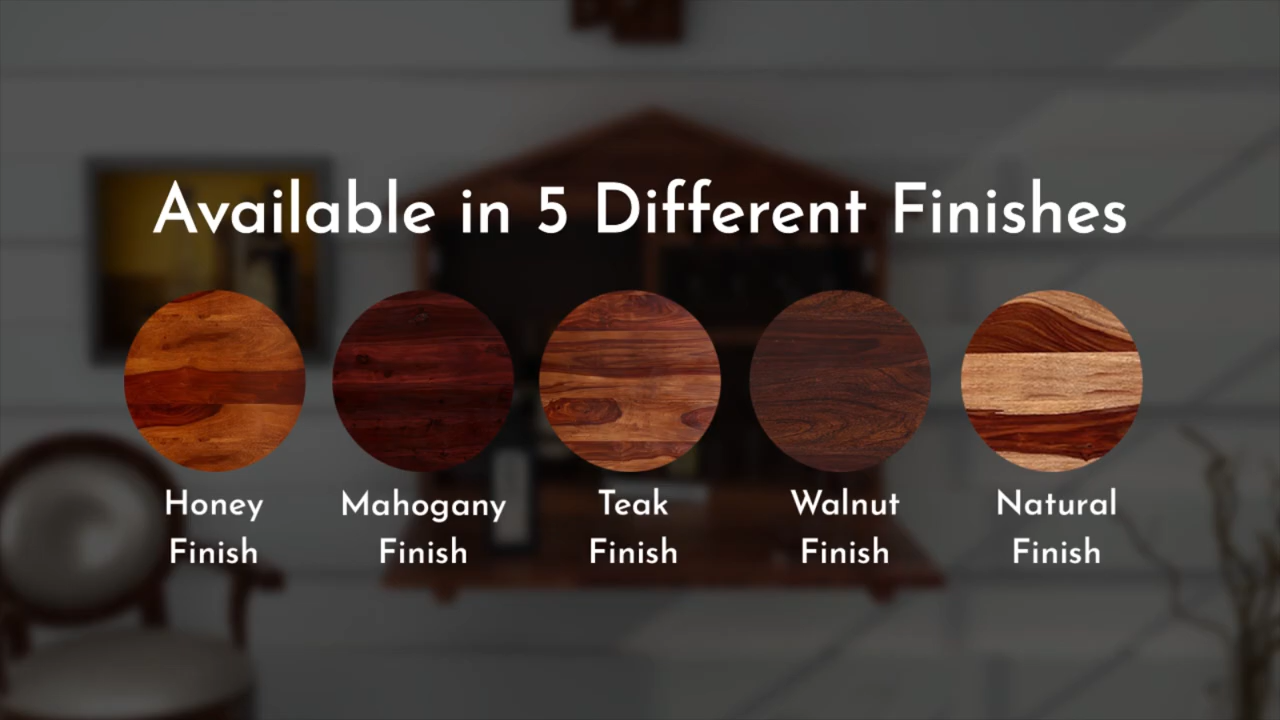 Available in 5 Different Finishes
Honey Finish
Mahogany Finish
Teak Finish
Walnut Finish
Natural Finish